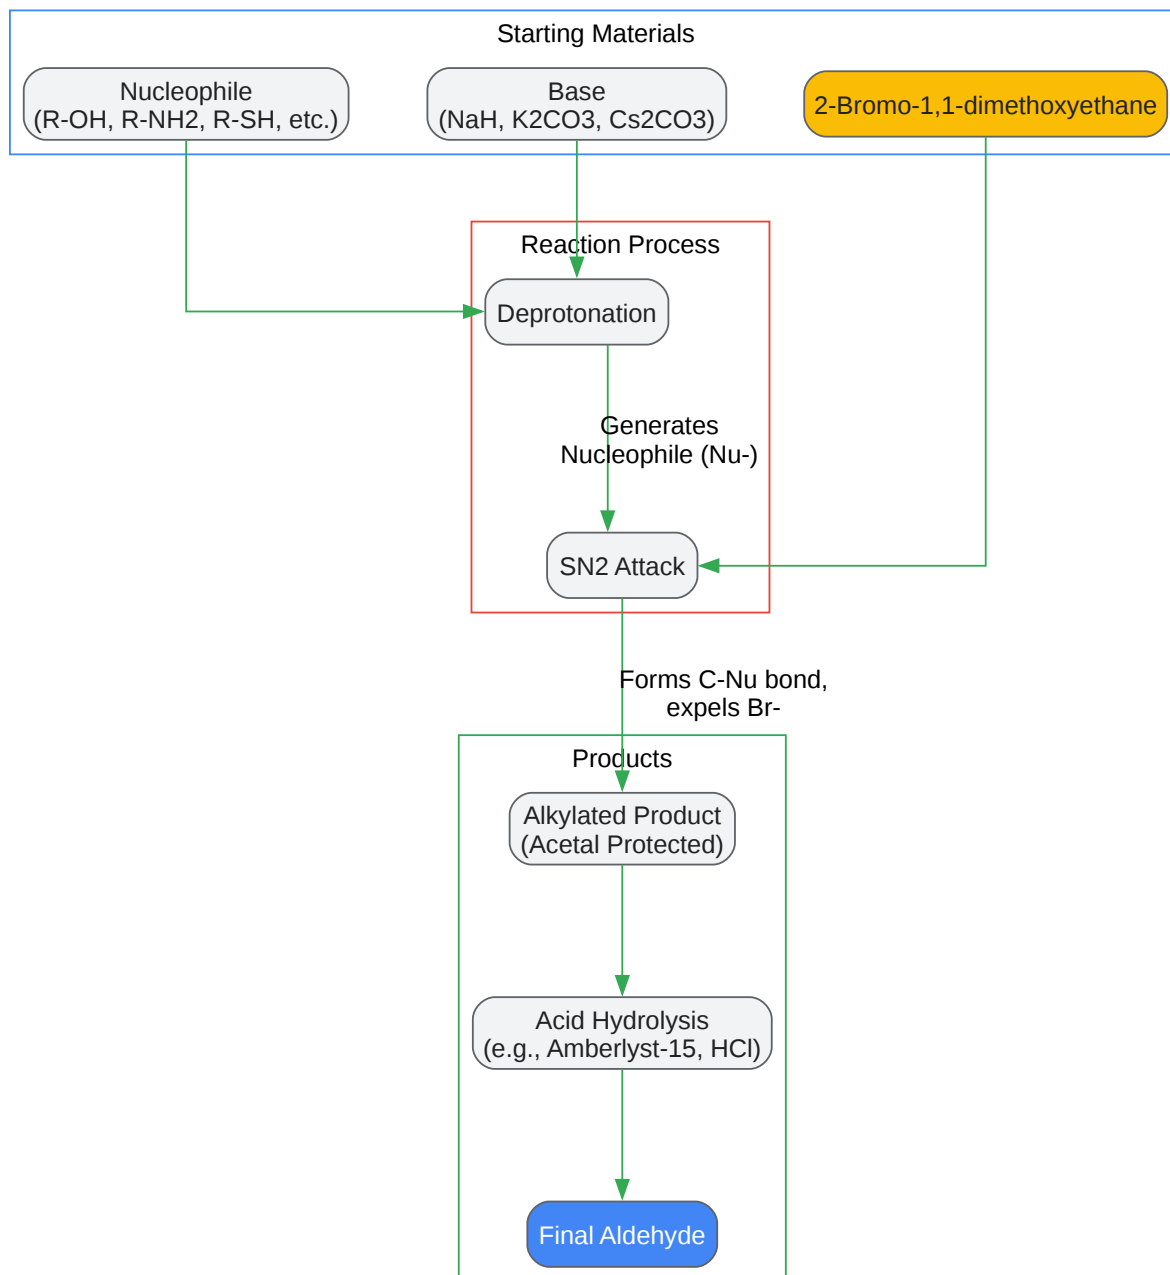 Starting Materials
Nucleophile
(R-OH, R-NH2, R-SH, etc.)
Base
(NaH, K2CO3, Cs2CO3)
2-Bromo-1,1-dimethoxyethane
Reaction Process
Deprotonation
Generates
Nucleophile (Nu-)
SN2 Attack
Forms C-Nu bond,
expels Br-
Products
Alkylated Product
(Acetal Protected)
Acid Hydrolysis
(e.g., Amberlyst-15, HCl)
Final Aldehyde